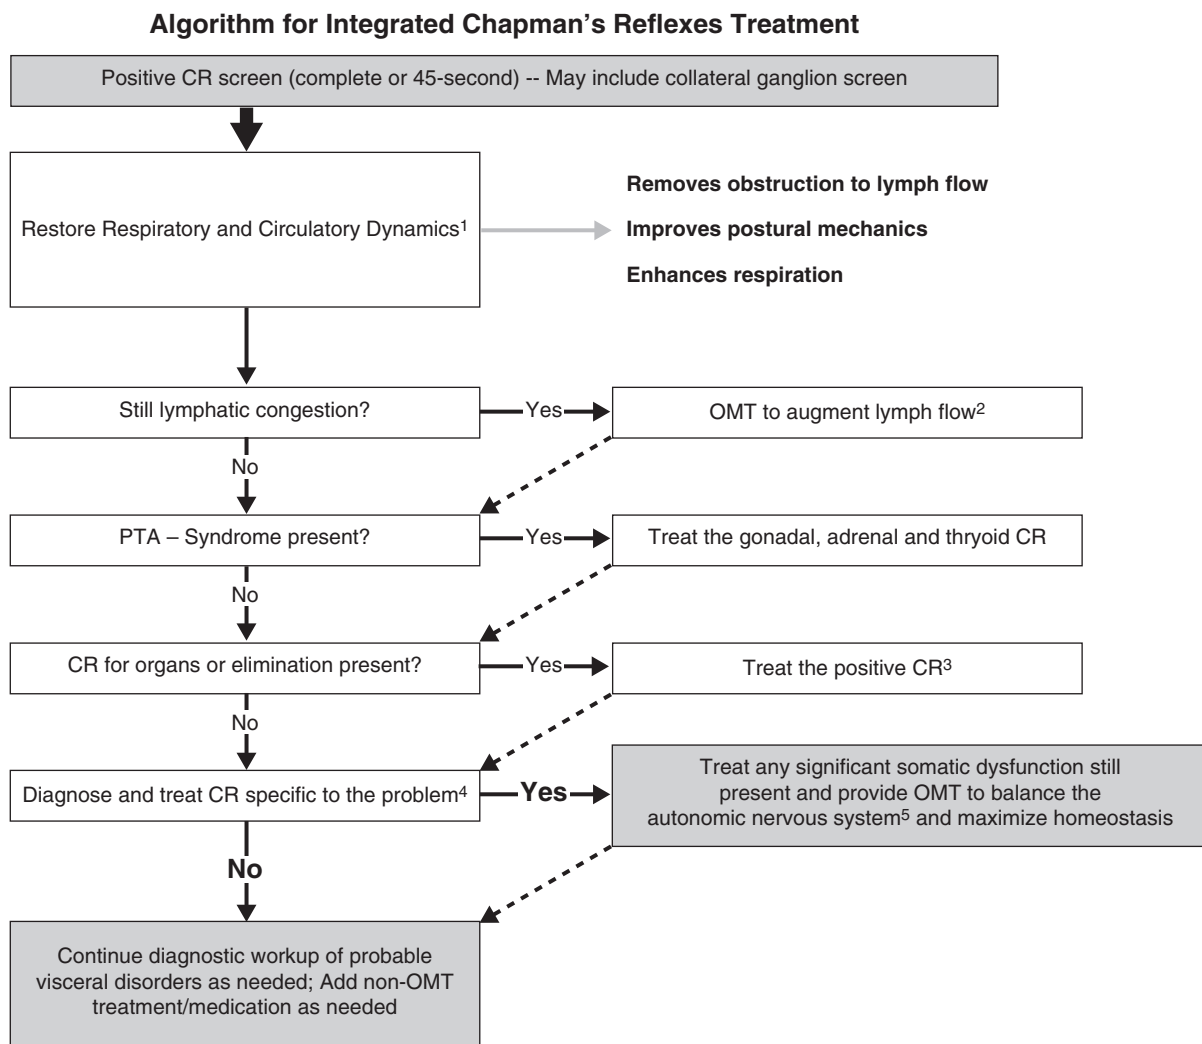 Algorithm for Integrated Chapman's Reflexes Treatment
Positive CR screen (complete or 45-second) -- May include collateral ganglion screen
Restore Respiratory and Circulatory Dynamics1
Removes obstruction to lymph flow
Improves postural mechanics
Enhances respiration
Still lymphatic congestion?
Yes
OMT to augment lymph flow2
No
PTA – Syndrome present?
Yes
Treat the gonadal, adrenal and thryoid CR
No
CR for organs or elimination present?
Yes
Treat the positive CR3
No
Diagnose and treat CR specific to the problem4
Yes
Treat any significant somatic dysfunction still
present and provide OMT to balance the
autonomic nervous system5 and maximize homeostasis
No
Continue diagnostic workup of probable
visceral disorders as needed; Add non-OMT
treatment/medication as needed